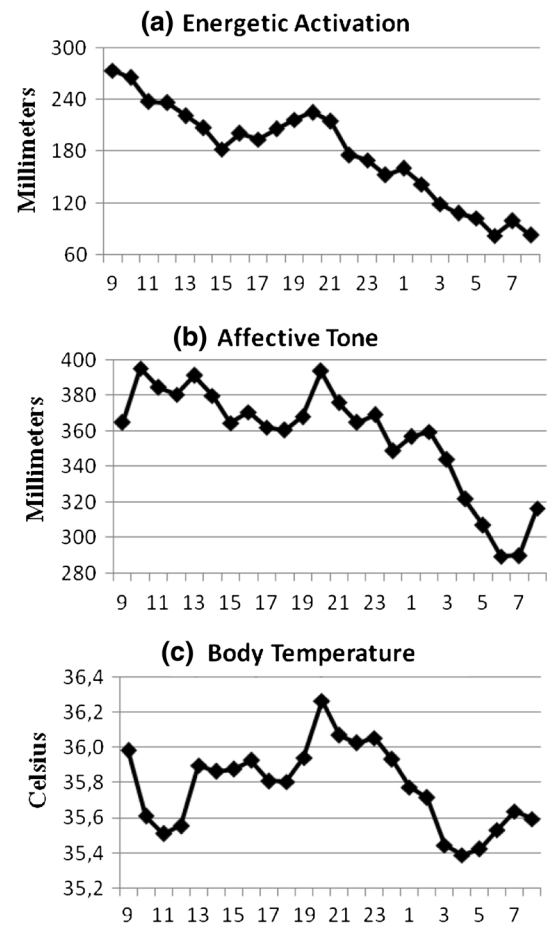 (a) Energetic Activation
Millimeters
300
240
180
120
60
9 11 13 15 17 19 21 23 1 3 5 7
(b) Affective Tone
Millimeters
400
380
360
340
320
300
280
9 11 13 15 17 19 21 23 1 3 5 7
(c) Body Temperature
Celsius
36,4
36,2
36,0
35,8
35,6
35,4
35,2
9 11 13 15 17 19 21 23 1 3 5 7